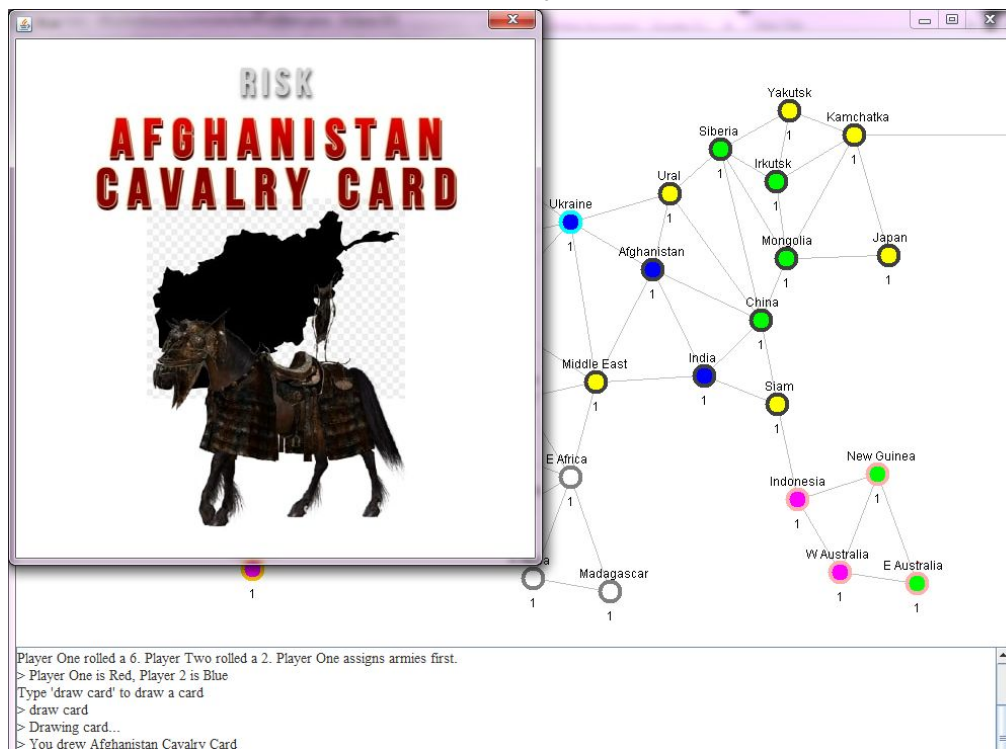 RISK
AFGHANISTAN
CAVALRY CARD
Yakutsk
1
Kamchatka
1
Siberia
1
Irkutsk
1
Ural
1
Ukraine
1
Afghanistan
1
Mongolia
1
Japan
1
China
1
Middle East
1
India
1
Siam
1
E Africa
1
New Guinea
1
Indonesia
1
W Australia
1
E Australia
1
Madagascar
1
1
1
Player One rolled a 6. Player Two rolled a 2. Player One assigns armies first.
> Player One is Red, Player 2 is Blue
Type 'draw card' to draw a card
> draw card
> Drawing card...
> You drew Afghanistan Cavalry Card